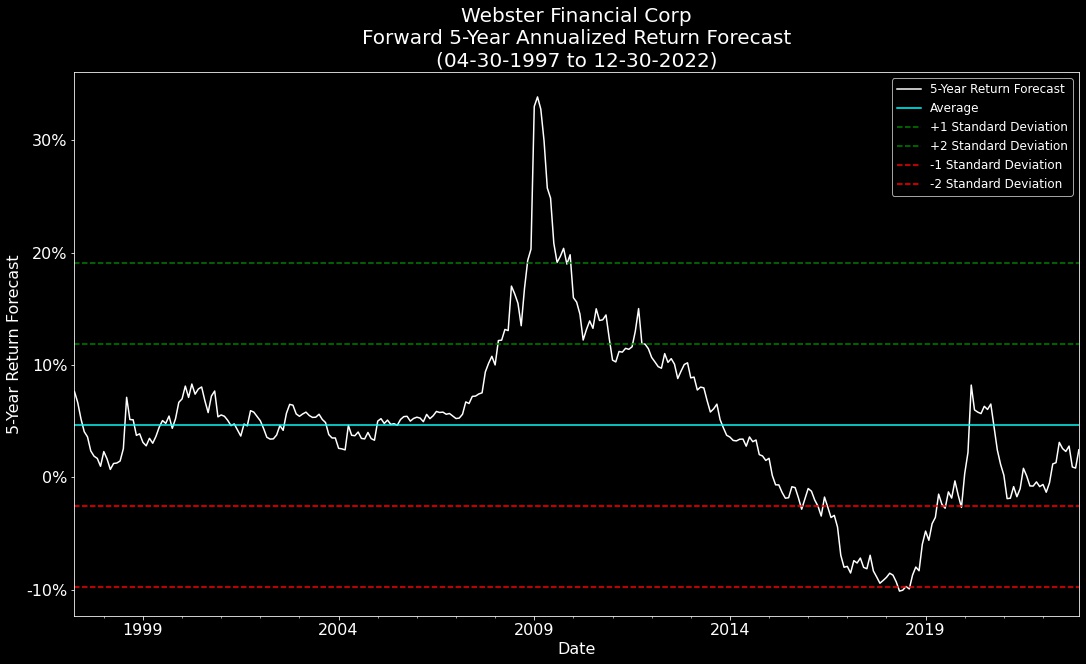 Webster Financial Corp
Forward 5-Year Annualized Return Forecast
(04-30-1997 to 12-30-2022)
5-Year Return Forecast
Average
+1 Standard Deviation
+2 Standard Deviation
-1 Standard Deviation
-2 Standard Deviation
5-Year Return Forecast
30%
20%
10%
0%
-10%
1999 2004 2009 2014 2019
Date